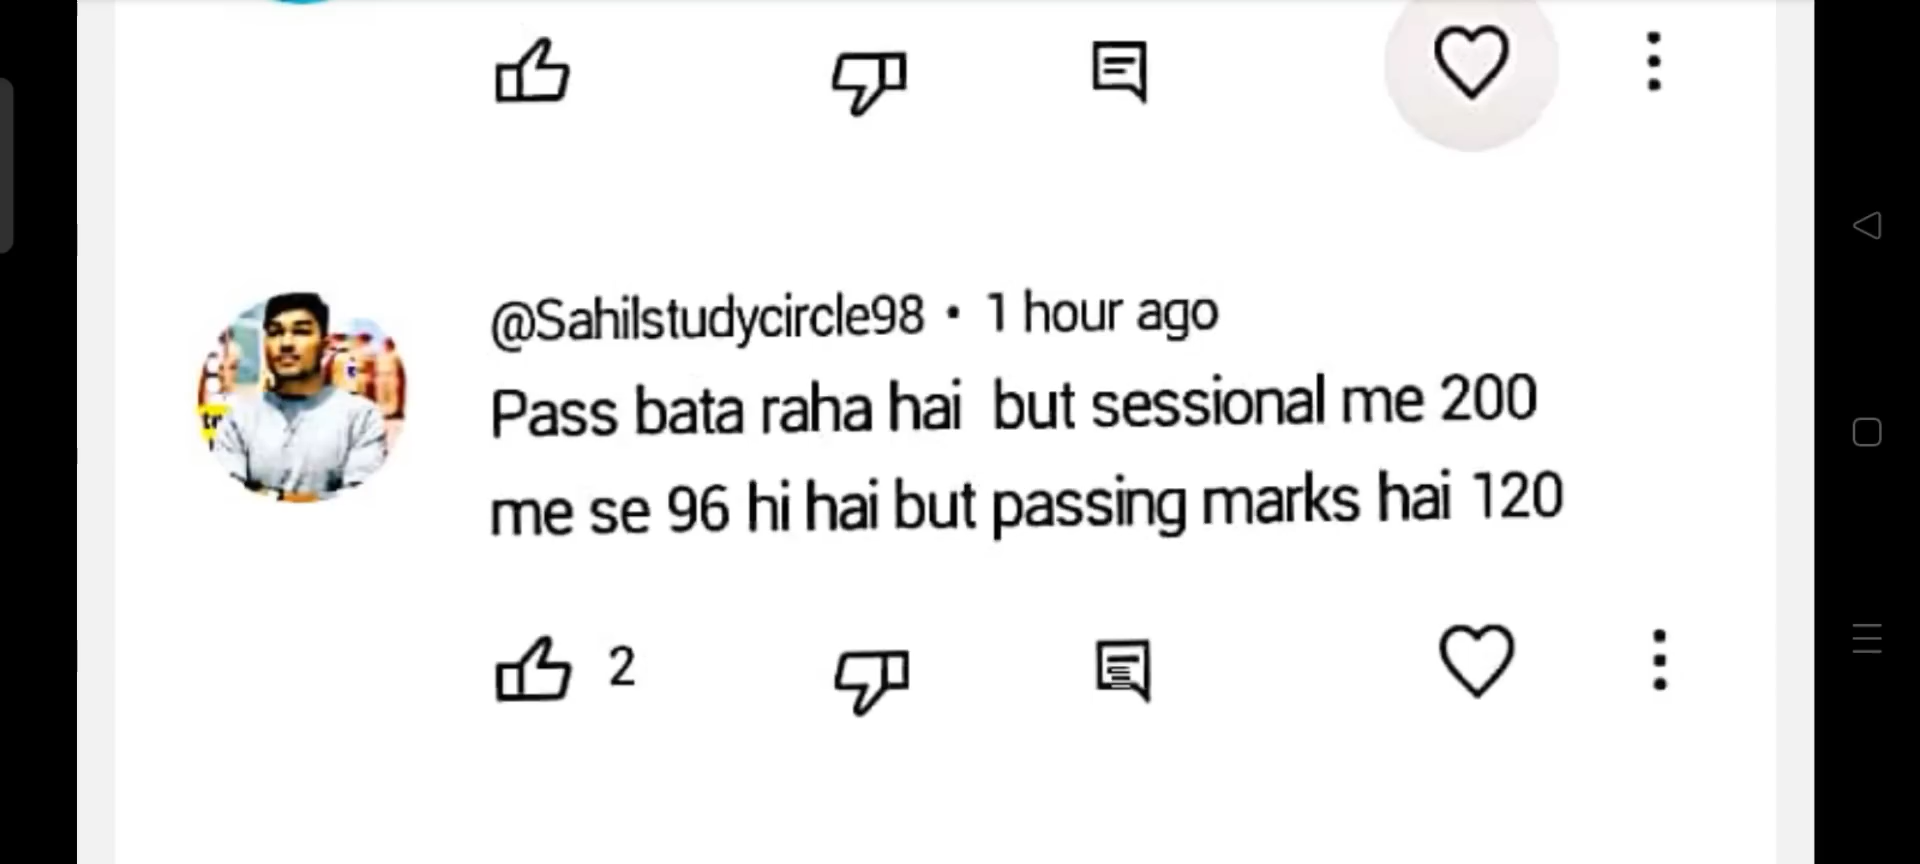 @Sahilstudycircle98 • 1 hour ago
Pass bata raha hai but sessional me 200
me se 96 hi hai but passing marks hai 120
2